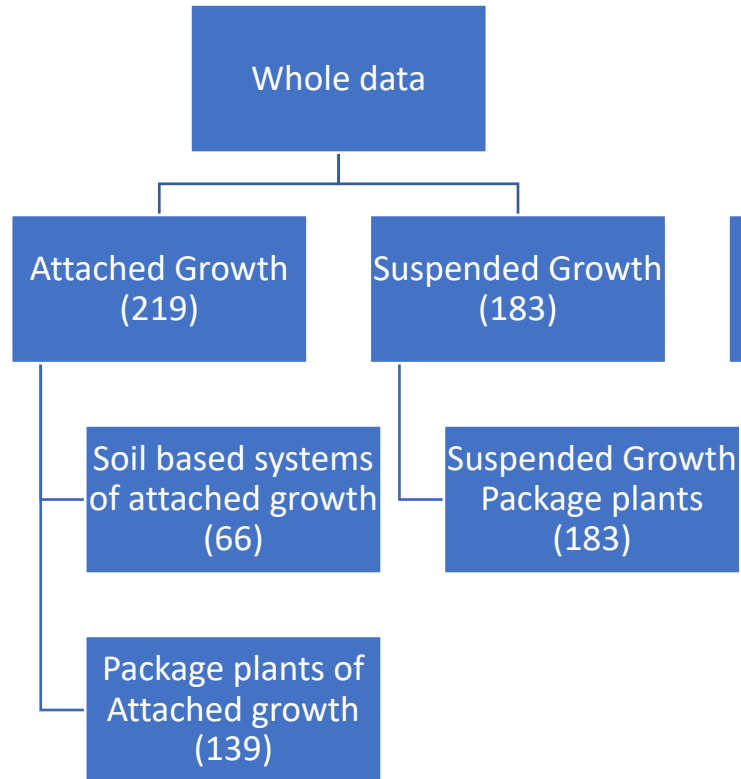 Whole data
Attached Growth
(219)
Suspended Growth
(183)
Soil based systems
of attached growth
(66)
Suspended Growth
Package plants
(183)
Package plants of
Attached growth
(139)